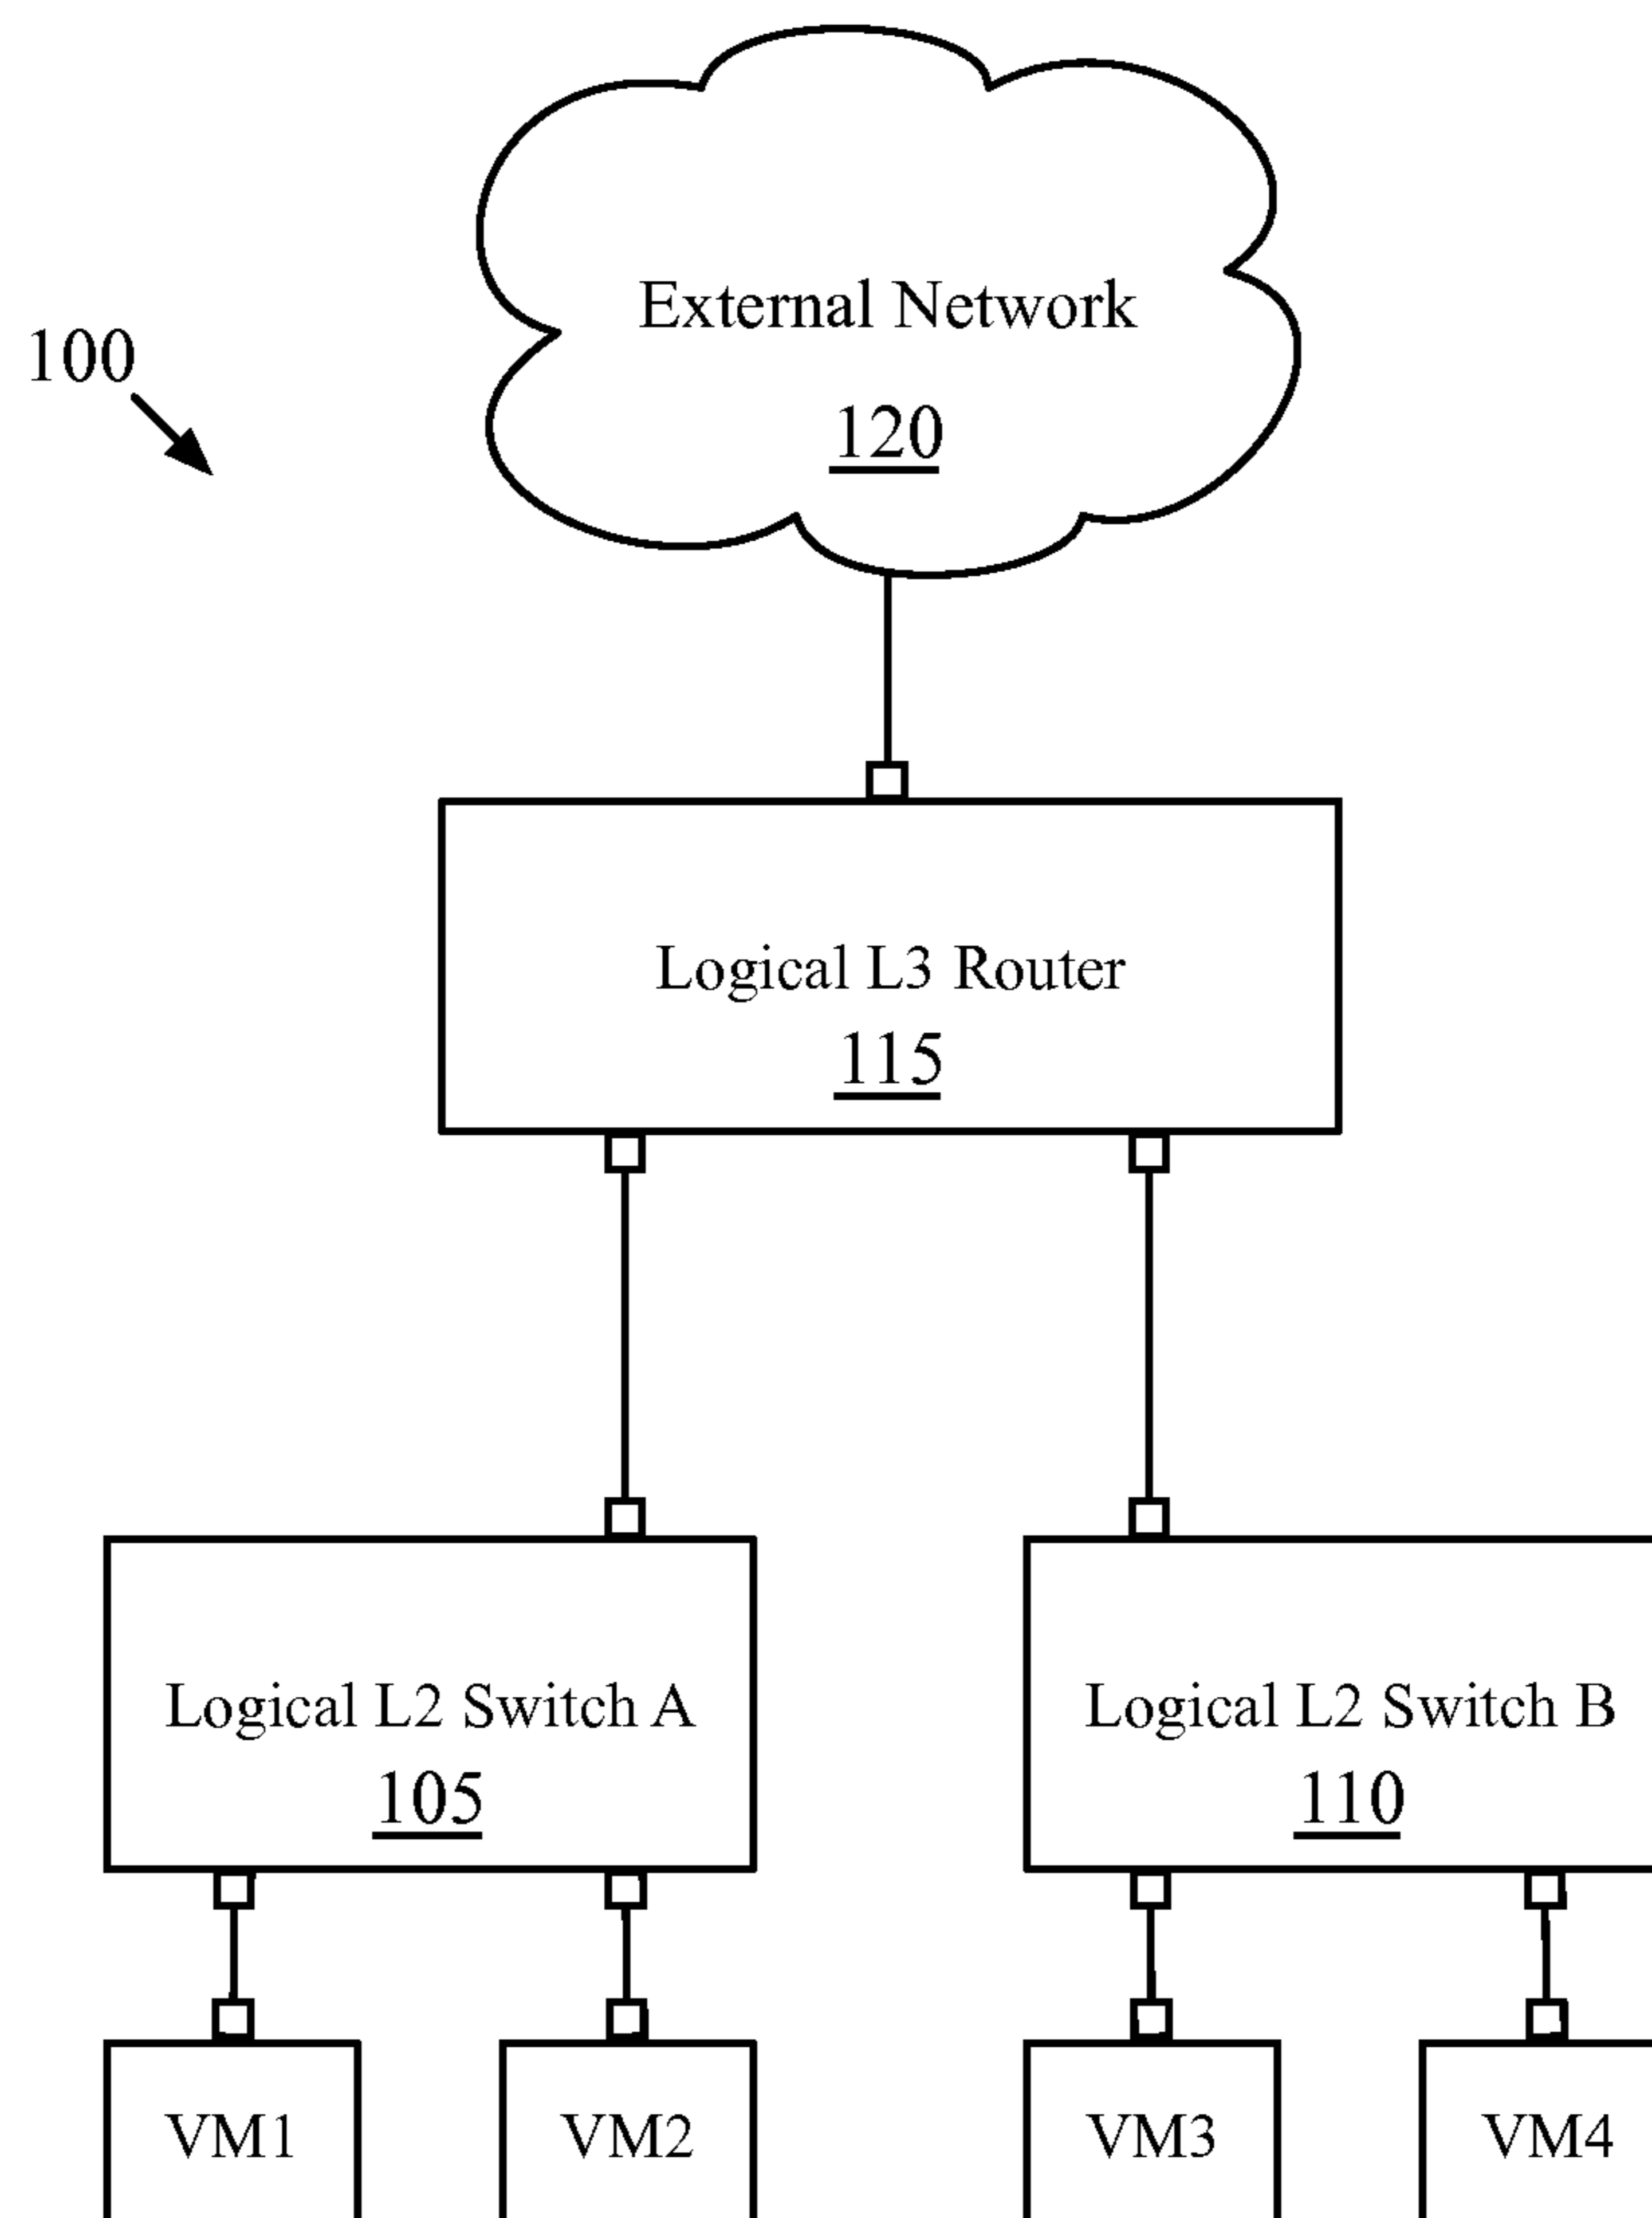 External Network
100
120
Logical L3 Router
115
Logical L2 Switch A
Logical L2 Switch B
105
110
VM1
VM2
VM3
VM4